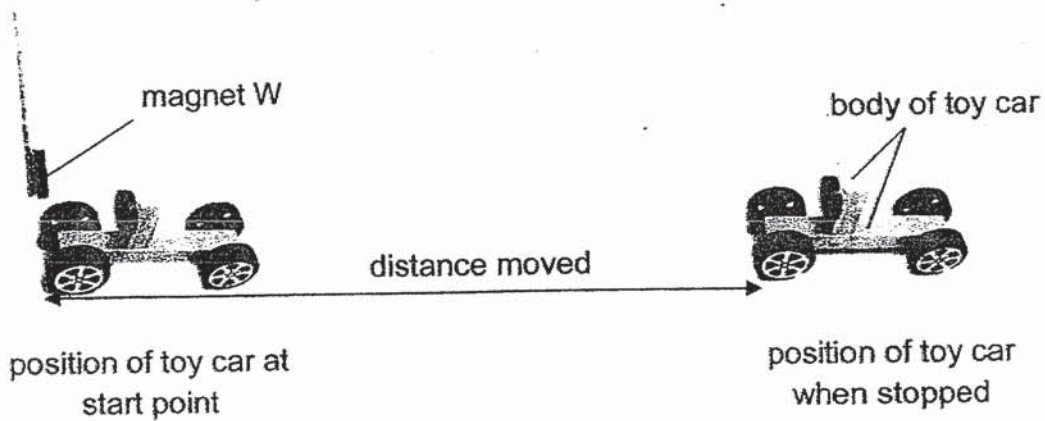 magnet W
body of toy car
distance moved
position of toy car at
start point
position of toy car
when stopped